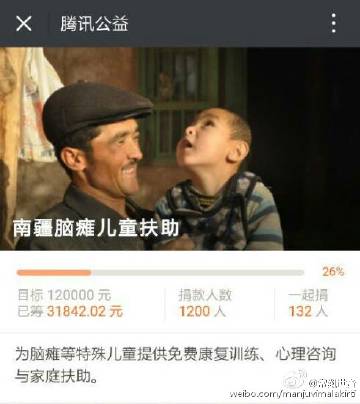 腾讯公益
南疆脑瘫儿童扶助
26%
目标 120000 元
捐款人数
一起捐
已筹 31842.02 元
1200 人
132 人
为脑瘫等特殊儿童提供免费康复训练、心理咨询
与家庭扶助。
weibo.com/manjuvimalakirti